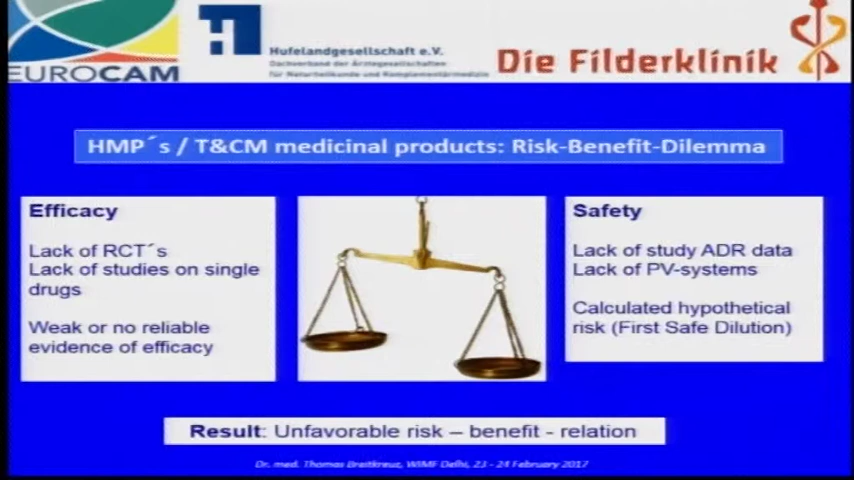 EUROCAM
H
Hufelandgesellschaft e.V.
Dachverband der Ärztegesellschaften
für Naturheilkunde und Komplementärmedizin
Die Filderklinik
HMP´s / T&CM medicinal products: Risk-Benefit-Dilemma
Efficacy
Lack of RCT´s
Lack of studies on single
drugs
Weak or no reliable
evidence of efficacy
Safety
Lack of study ADR data
Lack of PV-systems
Calculated hypothetical
risk (First Safe Dilution)
Result: Unfavorable risk – benefit - relation
Dr. med. Thomas Breitkreuz, WIMF Delhi, 23 - 24 February 2017